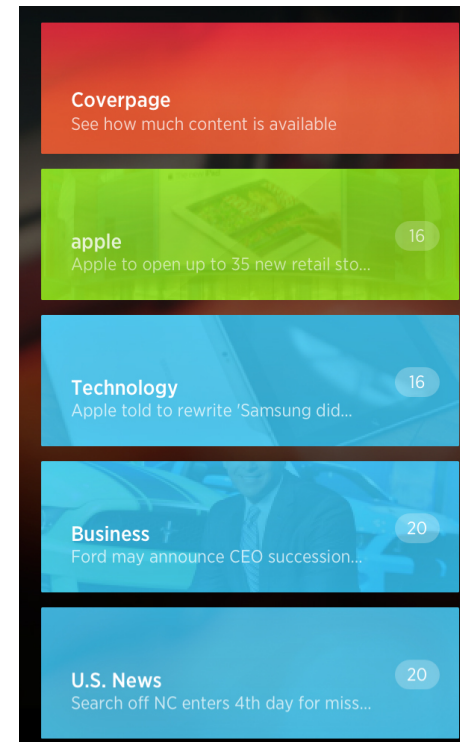 Coverpage
See how much content is available
apple
16
Apple to open up to 35 new retail sto...
Technology
16
Apple told to rewrite 'Samsung did...
Business
20
Ford may announce CEO succession...
U.S. News
20
Search off NC enters 4th day for miss...